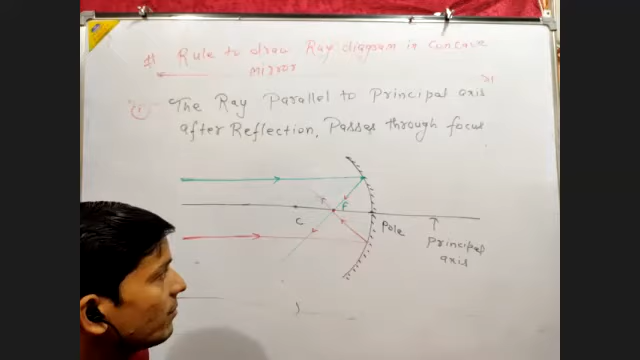 # Rule to draw Ray diagram in Concave
mirror
(1) The Ray Parallel to Principal axis
after Reflection, Passes through focus
C
F
Pole
Principal
axis